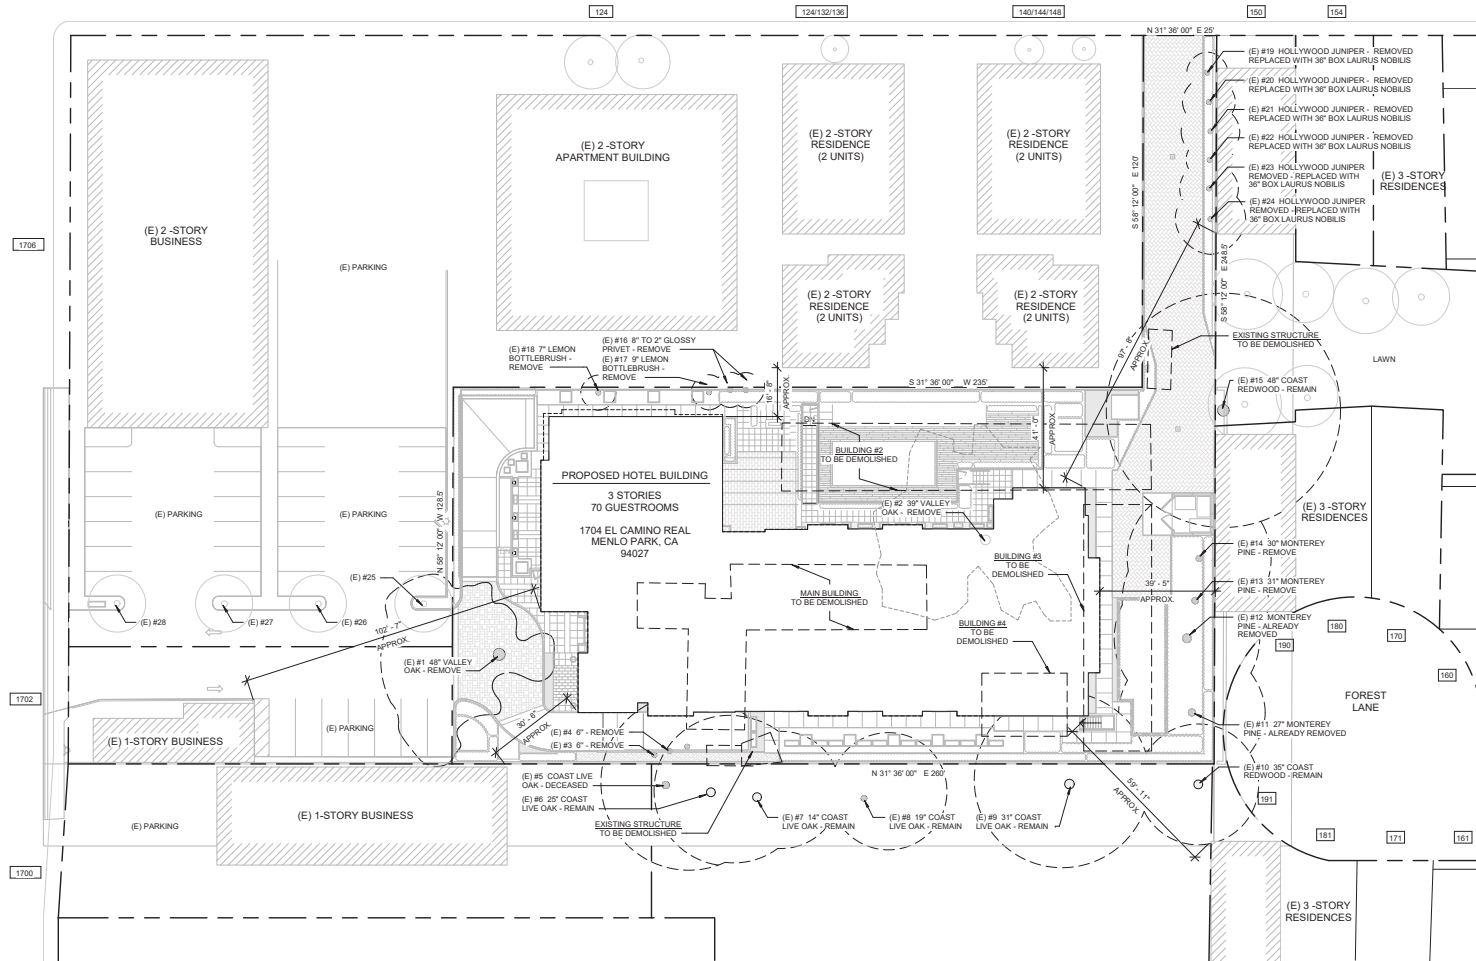 124
124/132/136
140/144/148
150
154
N 31° 36' 00" E 25'
(E) #19 HOLLYWOOD JUNIPER - REMOVED
REPLACED WITH 36" BOX LAURUS NOBILIS
(E) #20 HOLLYWOOD JUNIPER - REMOVED
REPLACED WITH 36" BOX LAURUS NOBILIS
(E) #21 HOLLYWOOD JUNIPER - REMOVED
REPLACED WITH 36" BOX LAURUS NOBILIS
(E) #22 HOLLYWOOD JUNIPER - REMOVED
REPLACED WITH 36" BOX LAURUS NOBILIS
(E) #23 HOLLYWOOD JUNIPER
REMOVED - REPLACED WITH
36" BOX LAURUS NOBILIS
(E) #24 HOLLYWOOD JUNIPER
REMOVED - REPLACED WITH
36" BOX LAURUS NOBILIS
(E) 3 -STORY
RESIDENCES
(E) 2 -STORY
APARTMENT BUILDING
(E) 2 -STORY
RESIDENCE
(2 UNITS)
(E) 2 -STORY
RESIDENCE
(2 UNITS)
S 58° 12' 00" E 120'
1706
(E) 2 -STORY
BUSINESS
(E) PARKING
(E) 2 -STORY
RESIDENCE
(2 UNITS)
(E) 2 -STORY
RESIDENCE
(2 UNITS)
S 58° 12' 00" E 248.5'
97' - 8"
APPROX.
EXISTING STRUCTURE
TO BE DEMOLISHED
LAWN
(E) #18 7" LEMON
BOTTLEBRUSH -
REMOVE
(E) #16 8" TO 2" GLOSSY
PRIVET - REMOVE
(E) #17 9" LEMON
BOTTLEBRUSH -
REMOVE
16' - 8"
APPROX.
S 31° 36' 00" W 235'
(E) #15 48" COAST
REDWOOD - REMAIN
41' - 0"
APPROX.
DN
BUILDING #2
TO BE DEMOLISHED
PROPOSED HOTEL BUILDING
3 STORIES
70 GUESTROOMS
1704 EL CAMINO REAL
MENLO PARK, CA
94027
(E) #2 39" VALLEY
OAK - REMOVE
(E) 3 -STORY
RESIDENCES
(E) PARKING
(E) PARKING
N 58° 12' 00" W 128.5'
BUILDING #3
TO BE
DEMOLISHED
(E) #14 30" MONTEREY
PINE - REMOVE
39' - 5"
APPROX.
(E) #13 31" MONTEREY
PINE - REMOVE
(E) #25
MAIN BUILDING
TO BE DEMOLISHED
(E) #28
(E) #27
(E) #26
102' - 7"
APPROX.
BUILDING #4
TO BE
DEMOLISHED
(E) #12 MONTEREY
PINE - ALREADY
REMOVED
180
170
190
160
(E) #1 48" VALLEY
OAK - REMOVE
1702
FOREST
LANE
30' - 6"
APPROX.
(E) PARKING
(E) 1-STORY BUSINESS
(E) #4 6" - REMOVE
(E) #3 6" - REMOVE
(E) #11 27" MONTEREY
PINE - ALREADY REMOVED
N 31° 36' 00" E 260'
(E) #10 35" COAST
REDWOOD - REMAIN
(E) #5 COAST LIVE
OAK - DECEASED
(E) #6 25" COAST
LIVE OAK - REMAIN
59' - 11"
APPROX.
191
(E) PARKING
(E) 1-STORY BUSINESS
EXISTING STRUCTURE
TO BE DEMOLISHED
(E) #7 14" COAST
LIVE OAK - REMAIN
(E) #8 19" COAST
LIVE OAK - REMAIN
(E) #9 31" COAST
LIVE OAK - REMAIN
181
171
161
1700
(E) 3 -STORY
RESIDENCES